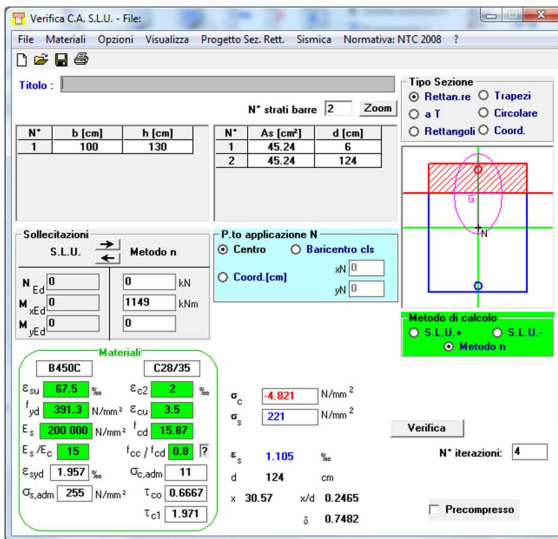 Verifica C.A. S.L.U. - File:
File Materiali Opzioni Visualizza Progetto Sez. Rett. Sismica Normativa: NTC 2008 ?
Titolo :
N* strati barre 2 Zoom
Tipo Sezione
Rettan.re Trapezi
a T Circolare
Rettangoli Coord.
N* b [cm] h [cm]
1 100 130
N* As [cm²] d [cm]
1 45.24 6
2 45.24 124
G
N
Sollecitazioni
S.L.U. Metodo n
N Ed 0 0 kN
M xEd 0 1149 kNm
M yEd 0 0
P.to applicazione N
Centro Baricentro cls
Coord.[cm] xN 0
yN 0
Metodo di calcolo
S.L.U.+ S.L.U.-
Metodo n
Materiali
B450C C28/35
εsu 67.5 ‰ εc2 2 ‰
fyd 391.3 N/mm² εcu 3.5
Es 200 000 N/mm² fcd 15.87
Es/Ec 15 fcc / fcd 0.8 ?
εsyd 1.957 ‰ σc,adm 11
σs,adm 255 N/mm² τco 0.6667
τc1 1.971
σc -4.821 N/mm²
σs 221 N/mm²
εs 1.105 ‰
d 124 cm
x 30.57 x/d 0.2465
δ 0.7482
Verifica
N* iterazioni: 4
Precompresso